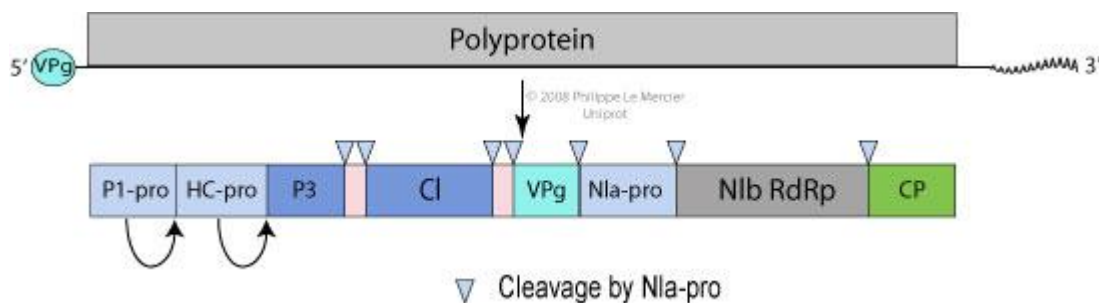 Polyprotein
5' VPg 3'
© 2008 Philippe Le Mercier
Uniprot
P1-pro HC-pro P3 CI VPg NIa-pro NIb RdRp CP
Cleavage by NIa-pro